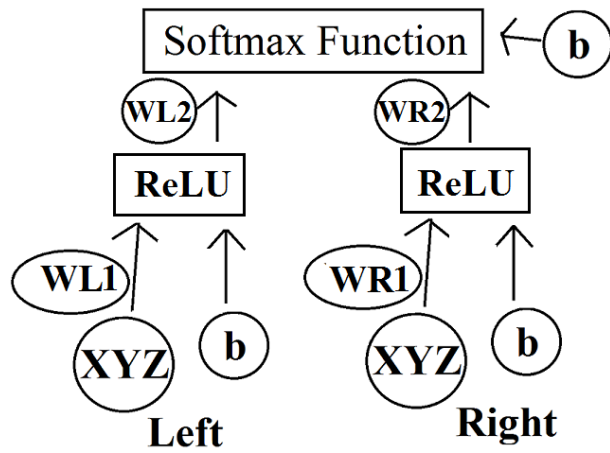 Softmax Function
b
WL2
WR2
ReLU
ReLU
WL1
WR1
XYZ
b
XYZ
b
Left
Right